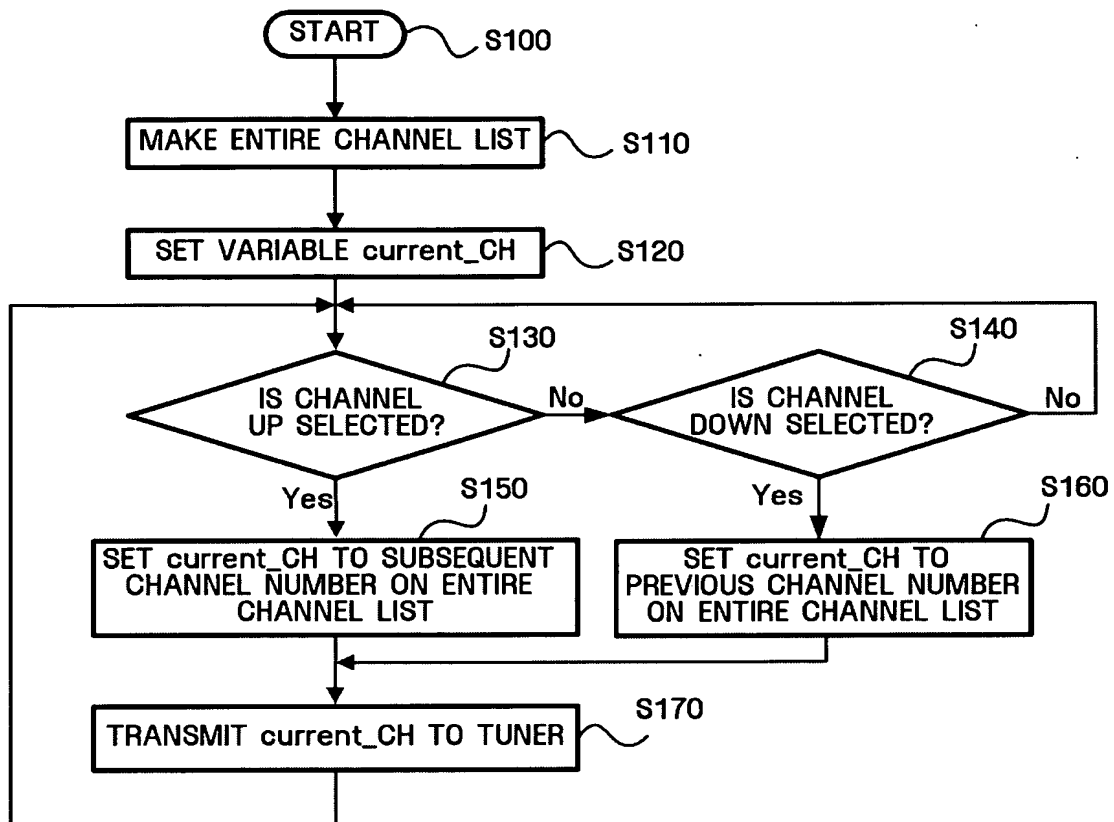 START
S100
MAKE ENTIRE CHANNEL LIST
S110
SET VARIABLE current_CH
S120
S130
S140
IS CHANNEL
UP SELECTED?
No
IS CHANNEL
DOWN SELECTED?
No
Yes
S150
Yes
S160
SET current_CH TO SUBSEQUENT
CHANNEL NUMBER ON ENTIRE
CHANNEL LIST
SET current_CH TO
PREVIOUS CHANNEL NUMBER
ON ENTIRE CHANNEL LIST
S170
TRANSMIT current_CH TO TUNER